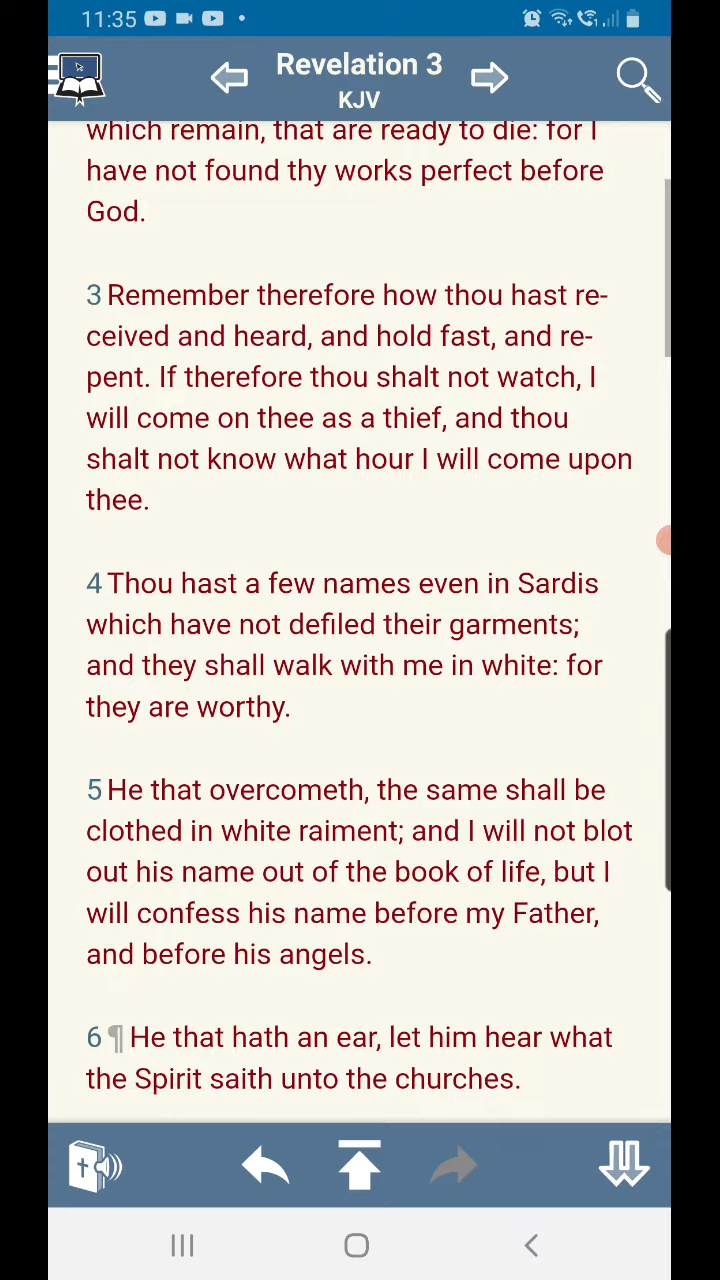 11:35
Revelation 3
KJV
which remain, that are ready to die: for I
have not found thy works perfect before
God.
3 Remember therefore how thou hast re-
ceived and heard, and hold fast, and re-
pent. If therefore thou shalt not watch, I
will come on thee as a thief, and thou
shalt not know what hour I will come upon
thee.
4 Thou hast a few names even in Sardis
which have not defiled their garments;
and they shall walk with me in white: for
they are worthy.
5 He that overcometh, the same shall be
clothed in white raiment; and I will not blot
out his name out of the book of life, but I
will confess his name before my Father,
and before his angels.
6 ¶ He that hath an ear, let him hear what
the Spirit saith unto the churches.